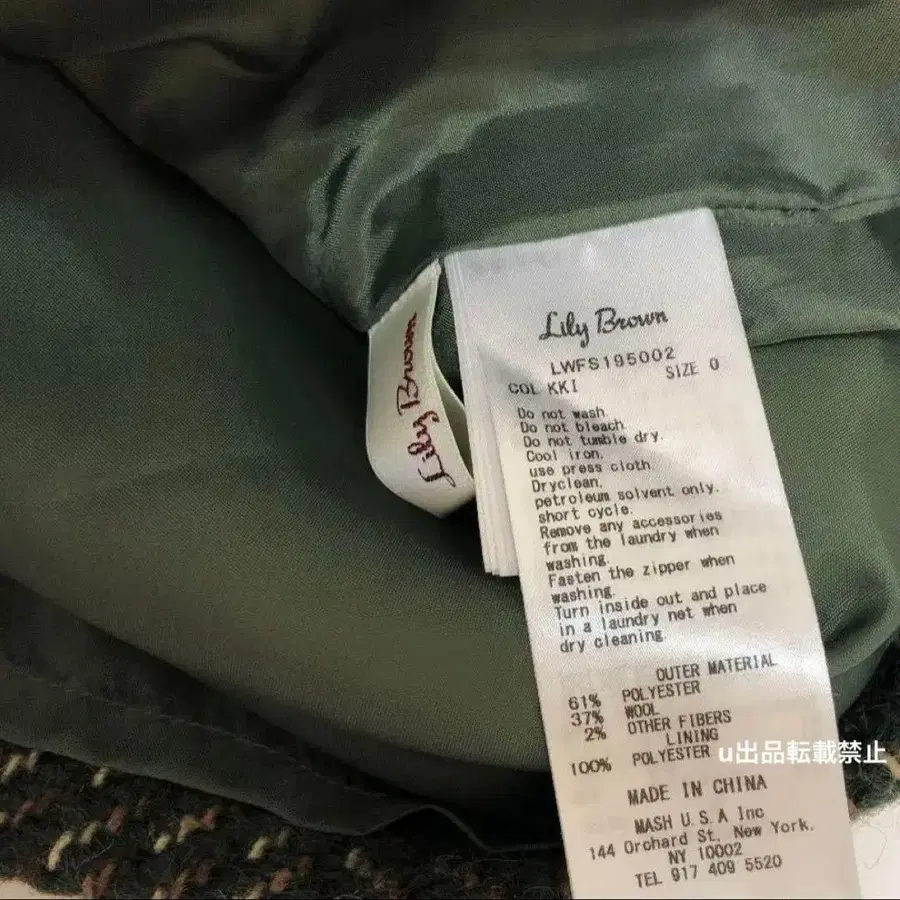 Lily Brown
Lily Brown
LWFS195002
COL KKI SIZE 0
Do not wash.
Do not bleach.
Do not tumble dry.
Cool iron.
use press cloth.
Dryclean.
petroleum solvent only.
short cycle.
Remove any accessories
from the laundry when
washing.
Fasten the zipper when
washing.
Turn inside out and place
in a laundry net when
dry cleaning.
OUTER MATERIAL
61% POLYESTER
37% WOOL
2% OTHER FIBERS
LINING
100% POLYESTER
u出品転載禁止
MADE IN CHINA
MASH U.S.A Inc
144 Orchard St, New York.
NY 10002
TEL 917 409 5520